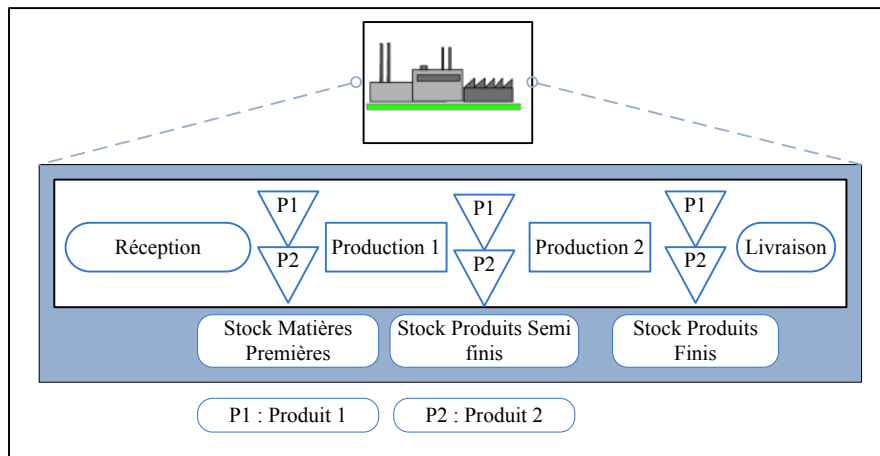 P1
P1
P1
Réception
Production 1
Production 2
Livraison
P2
P2
P2
Stock Matières
Premières
Stock Produits Semi
finis
Stock Produits
Finis
P1 : Produit 1
P2 : Produit 2